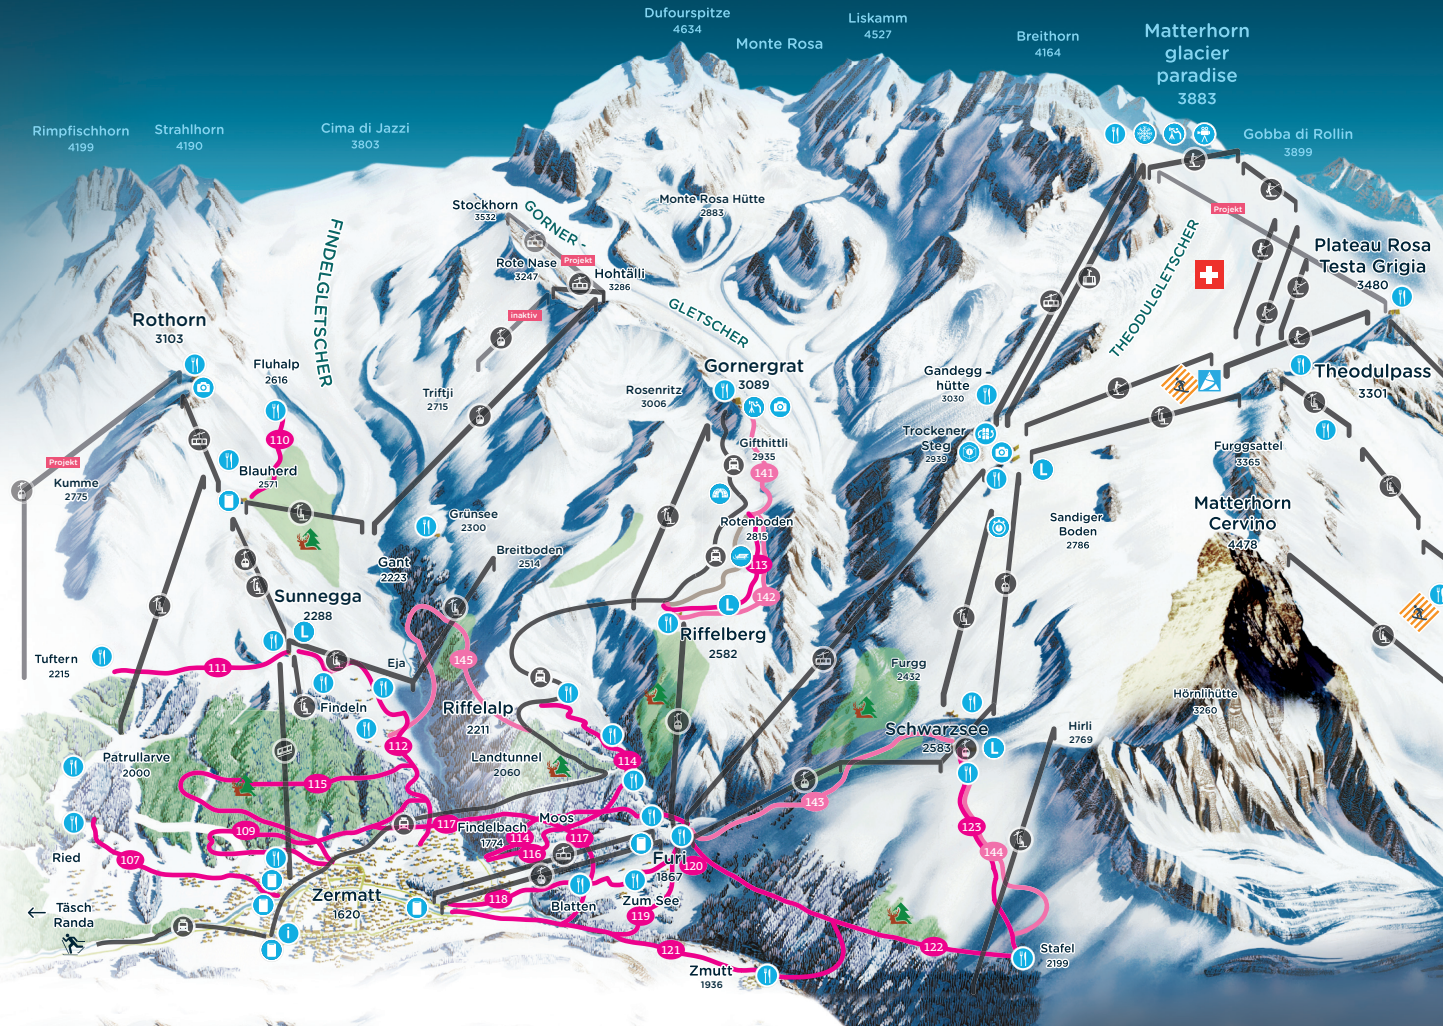 Dufourspitze
4634
Monte Rosa
Liskamm
4527
Breithorn
4164
Matterhorn
glacier
paradise
3883
Gobba di Rollin
3899
Rimpfischhorn
4199
Strahlhorn
4190
Cima di Jazzi
3803
FINDELGLETSCHER
Stockhorn
3532
GORNER-
GLETSCHER
Rote Nase
3247
Projekt
Hohtälli
3286
inaktiv
Monte Rosa Hütte
2883
Projekt
THEODULGLETSCHER
Plateau Rosa
Testa Grigia
3480
Rothorn
3103
Fluhalp
2616
110
Projekt
Kumme
2775
Blauherd
2571
Triftji
2715
Rosenritz
3006
Gornergrat
3089
Gifthittli
2935
141
Gandegg -
hütte
3030
Trockener
Steg
2939
L
Theodulpass
3301
Furggsattel
3365
Matterhorn
Cervino
4478
Sandiger
Boden
2786
Grünsee
2300
Gant
2223
Breitboden
2514
Rotenboden
2815
113
142
L
Riffelberg
2582
Sunnegga
2288
L
Tuftern
2215
111
Eja
145
Findeln
Riffelalp
2211
112
Furgg
2432
Hörnlihütte
3260
Schwarzsee
2583
L
Hirli
2769
Patrullarve
2000
115
Landtunnel
2060
114
143
109
117
Findelbach
1774
Moos
114
117
116
Furi
1867
120
123
144
Ried
107
Zermatt
1620
118
Blatten
Zum See
119
Täsch
Randa
i
121
122
Zmutt
1936
Stafel
2199